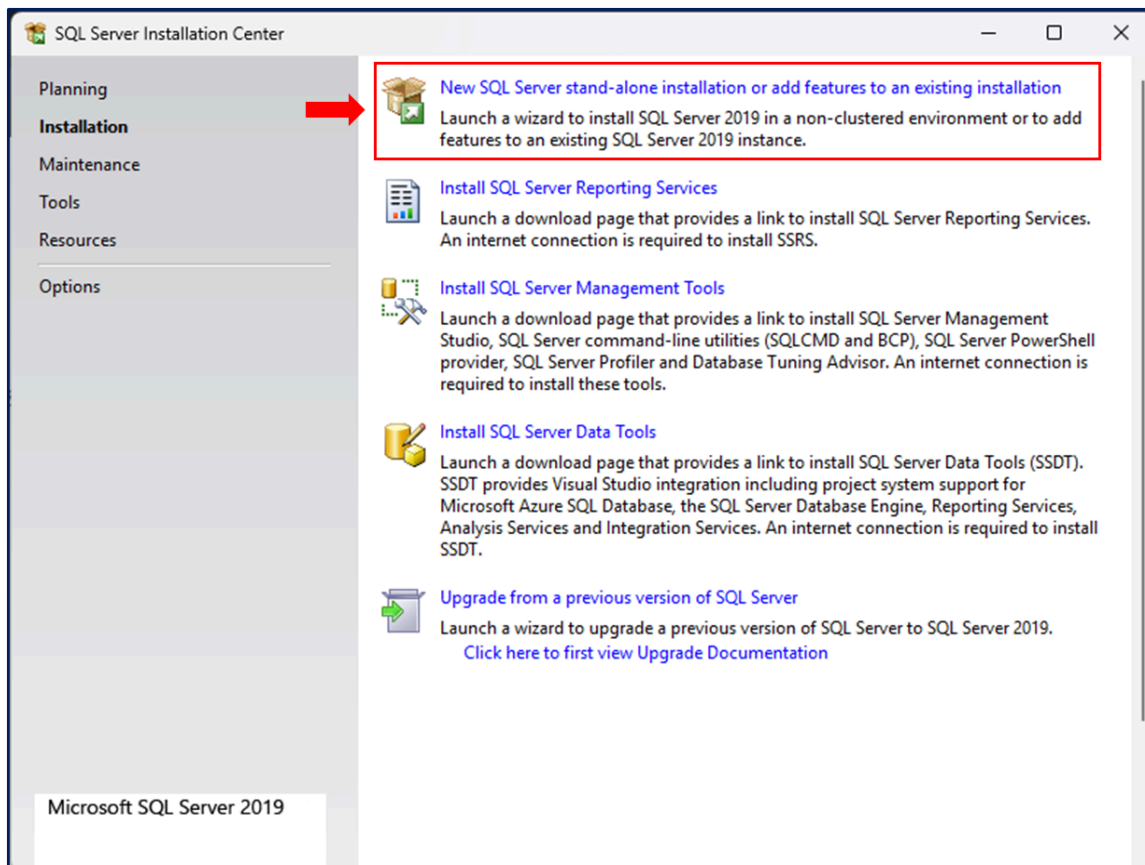 SQL Server Installation Center
Planning
Installation
Maintenance
Tools
Resources
Options
New SQL Server stand-alone installation or add features to an existing installation
Launch a wizard to install SQL Server 2019 in a non-clustered environment or to add
features to an existing SQL Server 2019 instance.
Install SQL Server Reporting Services
Launch a download page that provides a link to install SQL Server Reporting Services.
An internet connection is required to install SSRS.
Install SQL Server Management Tools
Launch a download page that provides a link to install SQL Server Management
Studio, SQL Server command-line utilities (SQLCMD and BCP), SQL Server PowerShell
provider, SQL Server Profiler and Database Tuning Advisor. An internet connection is
required to install these tools.
Install SQL Server Data Tools
Launch a download page that provides a link to install SQL Server Data Tools (SSDT).
SSDT provides Visual Studio integration including project system support for
Microsoft Azure SQL Database, the SQL Server Database Engine, Reporting Services,
Analysis Services and Integration Services. An internet connection is required to install
SSDT.
Upgrade from a previous version of SQL Server
Launch a wizard to upgrade a previous version of SQL Server to SQL Server 2019.
Click here to first view Upgrade Documentation
Microsoft SQL Server 2019